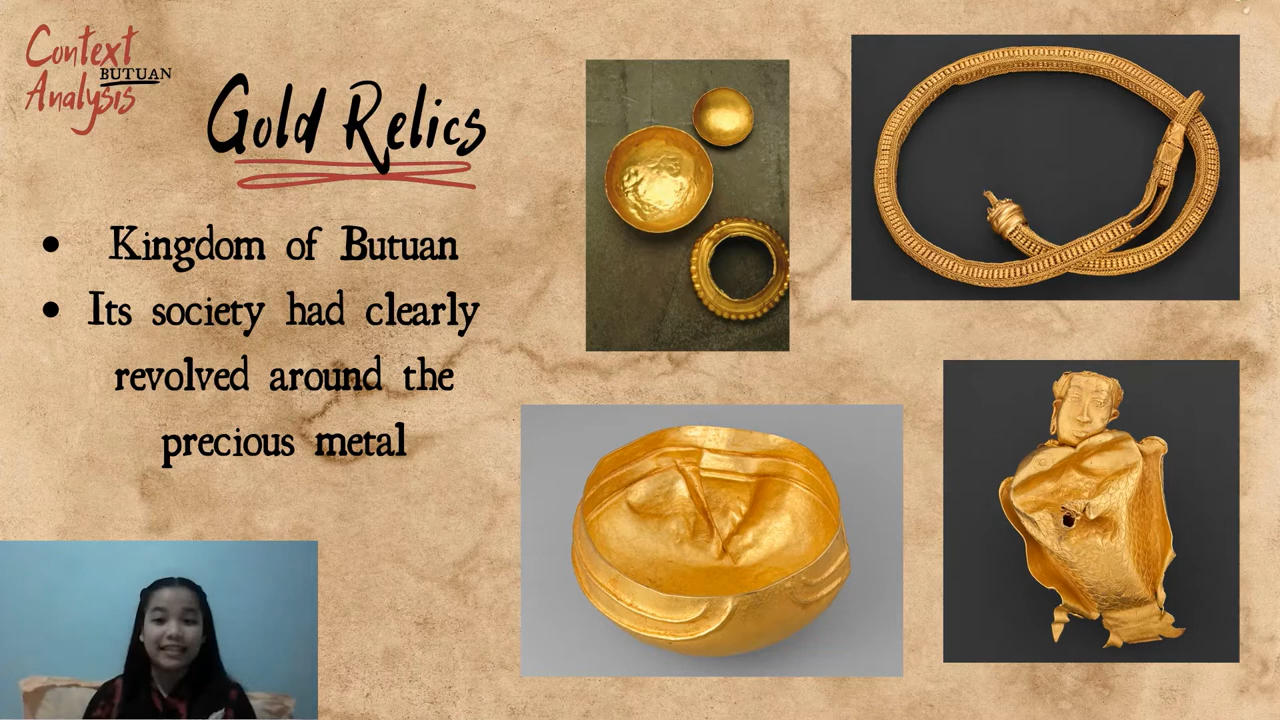 Context
BUTUAN
Analysis
Gold Relics
• Kingdom of Butuan
• Its society had clearly
revolved around the
precious metal